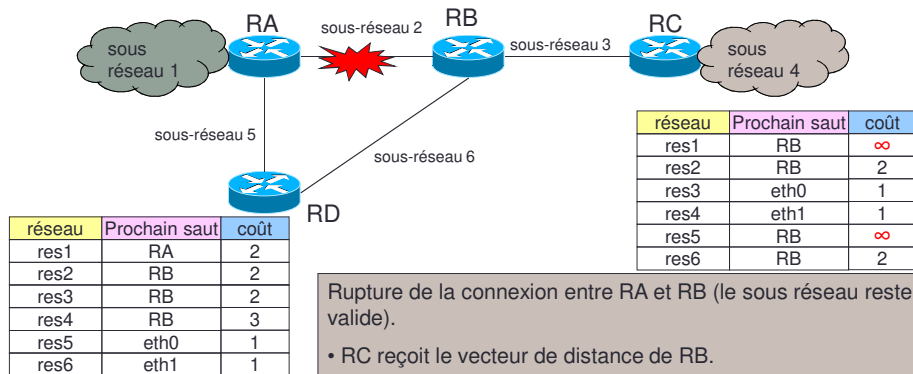 RA
sous-réseau 2
RB
sous-réseau 3
RC
sous
réseau 1
sous
réseau 4
sous-réseau 5
sous-réseau 6
RD
réseau Prochain saut coût
res1 RB ∞
res2 RB 2
res3 eth0 1
res4 eth1 1
res5 RB ∞
res6 RB 2
réseau Prochain saut coût
res1 RA 2
res2 RB 2
res3 RB 2
res4 RB 3
res5 eth0 1
res6 eth1 1
Rupture de la connexion entre RA et RB (le sous réseau reste
valide).
• RC reçoit le vecteur de distance de RB.